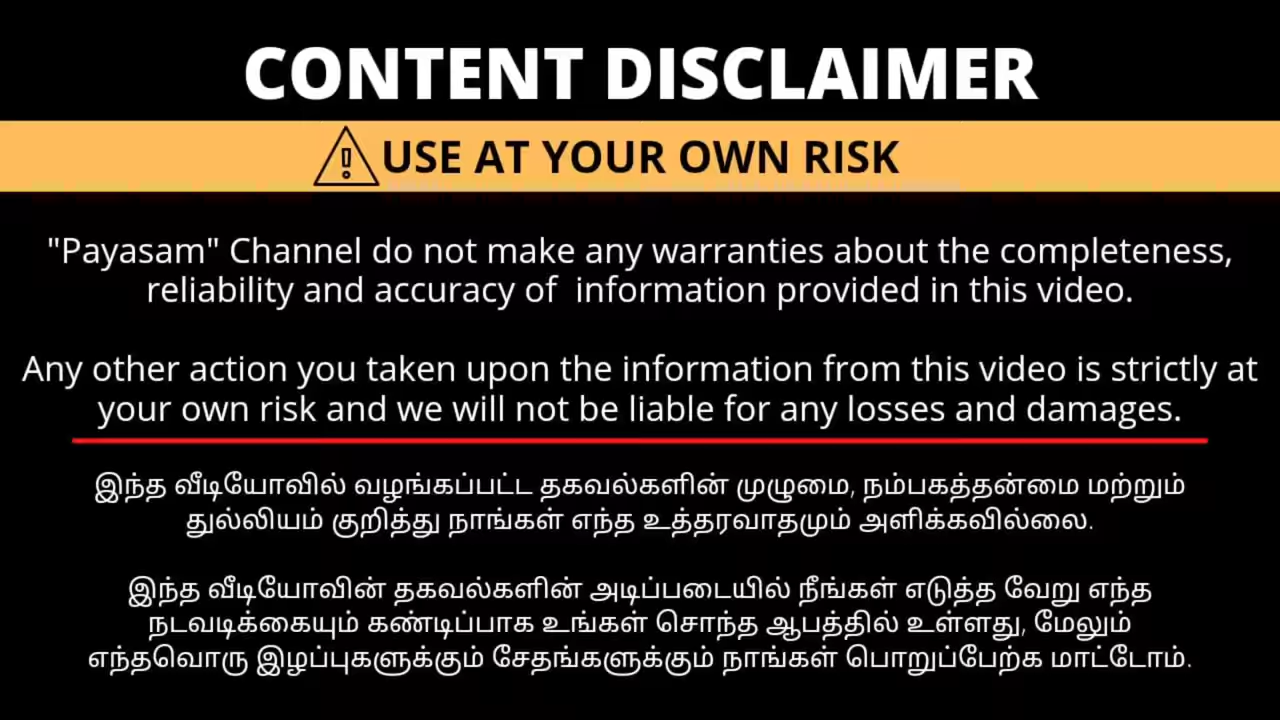 CONTENT DISCLAIMER
USE AT YOUR OWN RISK
"Payasam" Channel do not make any warranties about the completeness,
reliability and accuracy of  information provided in this video.
Any other action you taken upon the information from this video is strictly at
your own risk and we will not be liable for any losses and damages.
இந்த வீடியோவில் வழங்கப்பட்ட தகவல்களின் முழுமை, நம்பகத்தன்மை மற்றும்
துல்லியம் குறித்து நாங்கள் எந்த உத்தரவாதமும் அளிக்கவில்லை.
இந்த வீடியோவின் தகவல்களின் அடிப்படையில் நீங்கள் எடுத்த வேறு எந்த
நடவடிக்கையும் கண்டிப்பாக உங்கள் சொந்த ஆபத்தில் உள்ளது, மேலும்
எந்தவொரு இழப்புகளுக்கும் சேதங்களுக்கும் நாங்கள் பொறுப்பேற்க மாட்டோம்.